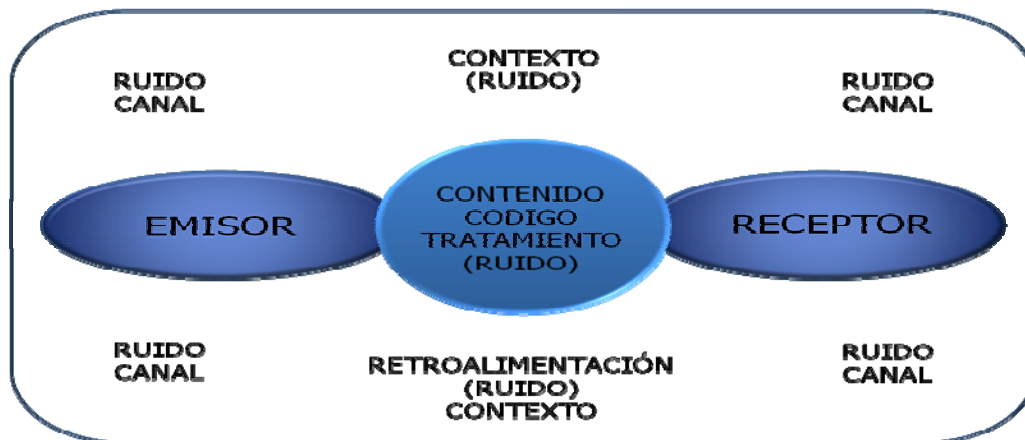 CONTEXTO
(RUIDO)
RUIDO
CANAL
RUIDO
CANAL
EMISOR
CONTENIDO
CODIGO
TRATAMIENTO
(RUIDO)
RECEPTOR
RUIDO
CANAL
RETROALIMENTACIÓN
(RUIDO)
CONTEXTO
RUIDO
CANAL